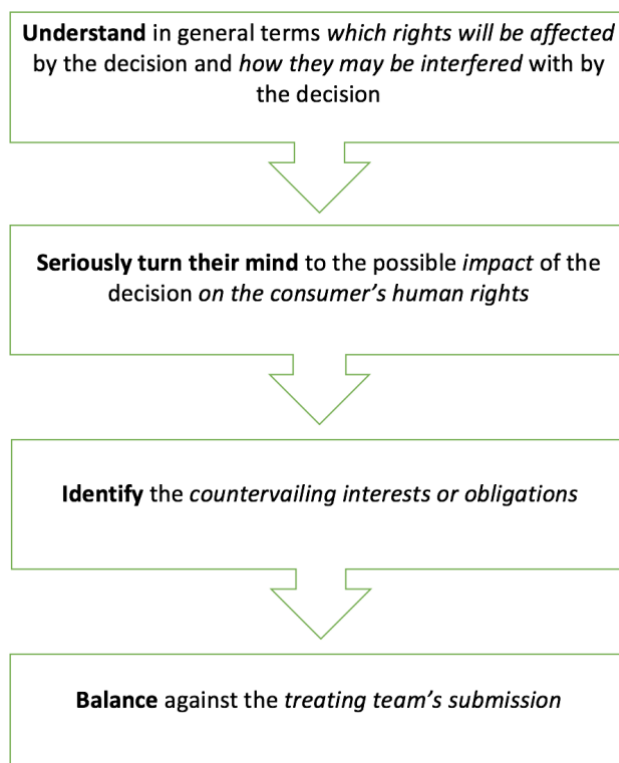 Understand in general terms which rights will be affected
by the decision and how they may be interfered with by
the decision
Seriously turn their mind to the possible impact of the
decision on the consumer’s human rights
Identify the countervailing interests or obligations
Balance against the treating team’s submission